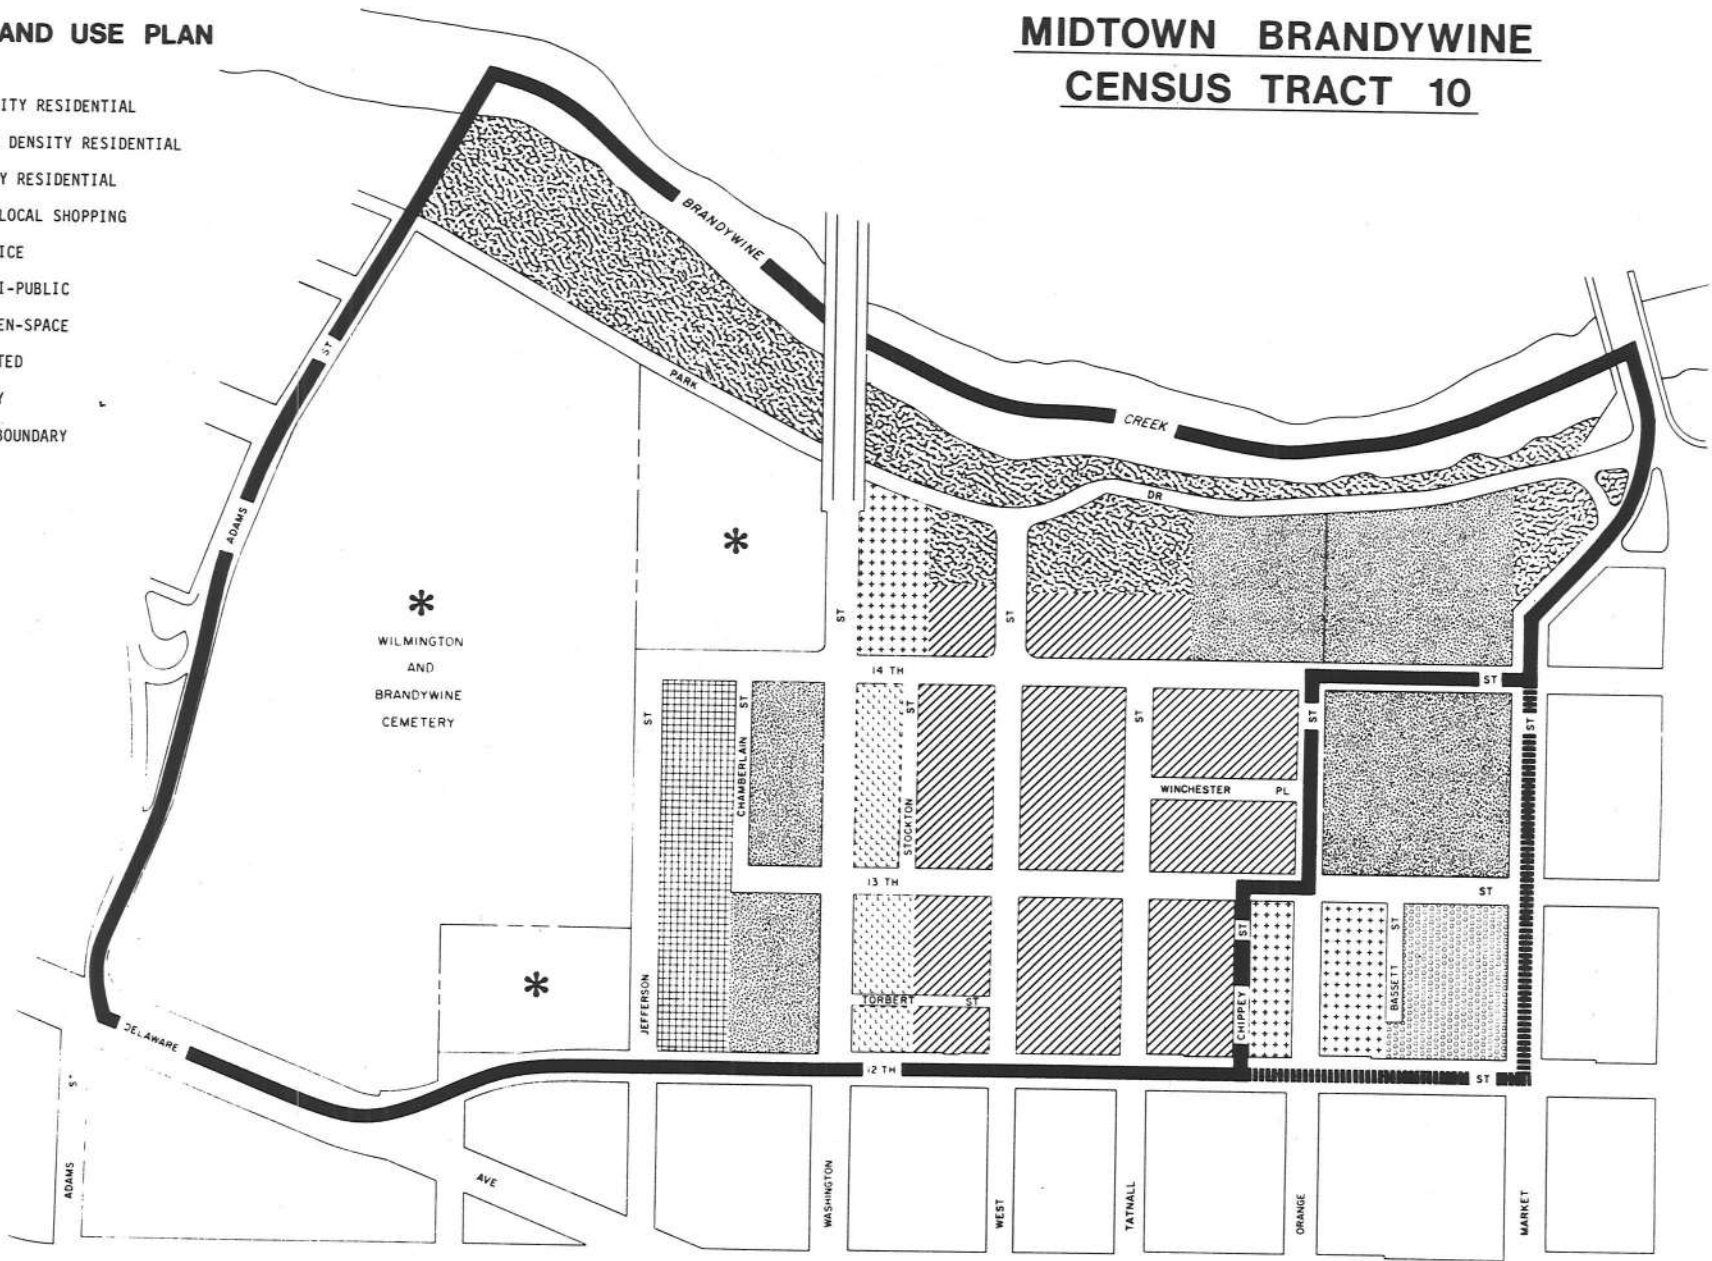 AND USE PLAN
MIDTOWN BRANDYWINE
CENSUS TRACT 10
ITY RESIDENTIAL
DENSITY RESIDENTIAL
Y RESIDENTIAL
LOCAL SHOPPING
ICE
I-PUBLIC
EN-SPACE
TED
Y
BOUNDARY
BRANDYWINE
CREEK
PARK
DR
ST
ADAMS
*
*
WILMINGTON
AND
BRANDYWINE
CEMETERY
ST
ST
14 TH
ST
ST
ST
ST
ST
ST
ST
CHAMBERLAIN
STOCKTON
WINCHESTER PL
13 TH
ST
JEFFERSON
*
TORBERT ST
ST
CHIPPEY
ST
BASSETT
DELAWARE
12 TH
ST
ST
ADAMS
AVE
WASHINGTON
WEST
TATNALL
ORANGE
MARKET